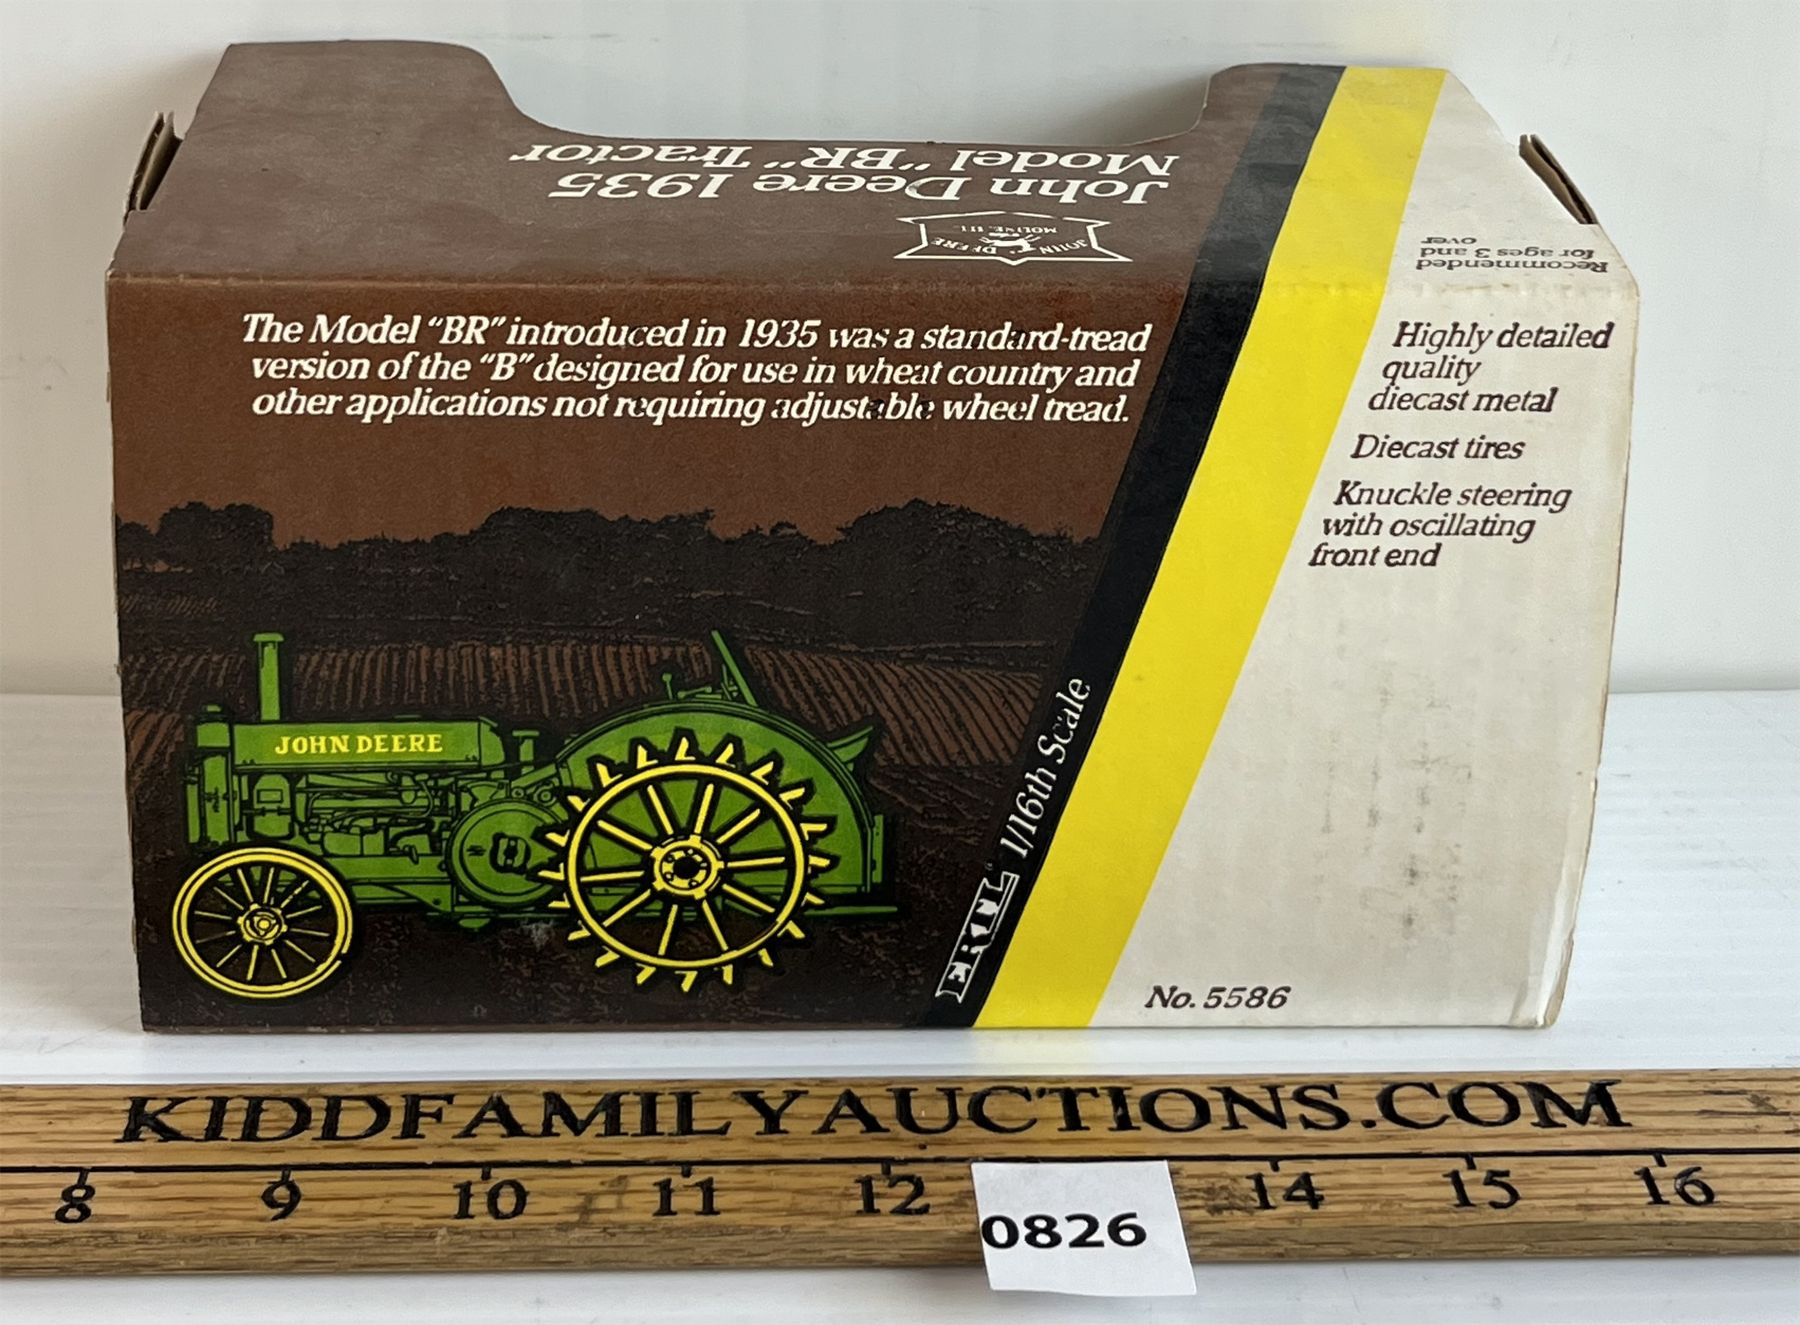 John Deere 1935
Model "BR" Tractor
JOHN DEERE
MOLINE, ILL.
Recommended
for ages 3 and
over
The Model "BR" introduced in 1935 was a standard-tread
version of the "B" designed for use in wheat country and
other applications not requiring adjustable wheel tread.
Highly detailed
quality
diecast metal
Diecast tires
Knuckle steering
with oscillating
front end
JOHN DEERE
ERTL 1/16th Scale
No. 5586
KIDDFAMILYAUCTIONS.COM
8 9 10 11 12 14 15 16
0826